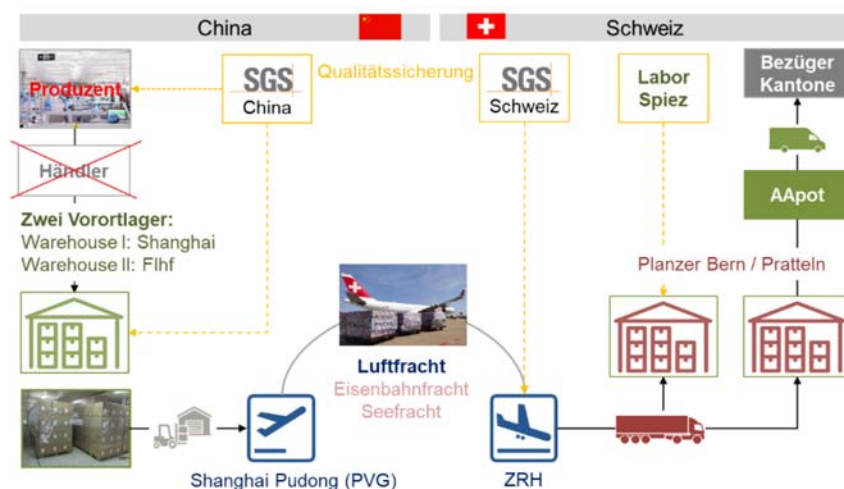 China
Schweiz
Produzent
SGS
China
Qualitätssicherung
SGS
Schweiz
Labor
Spiez
Bezüger
Kantone
Händler
AApot
Zwei Vorortlager:
Warehouse I: Shanghai
Warehouse II: Flhf
Planzer Bern / Pratteln
Luftfracht
Eisenbahnfracht
Seefracht
Shanghai Pudong (PVG)
ZRH